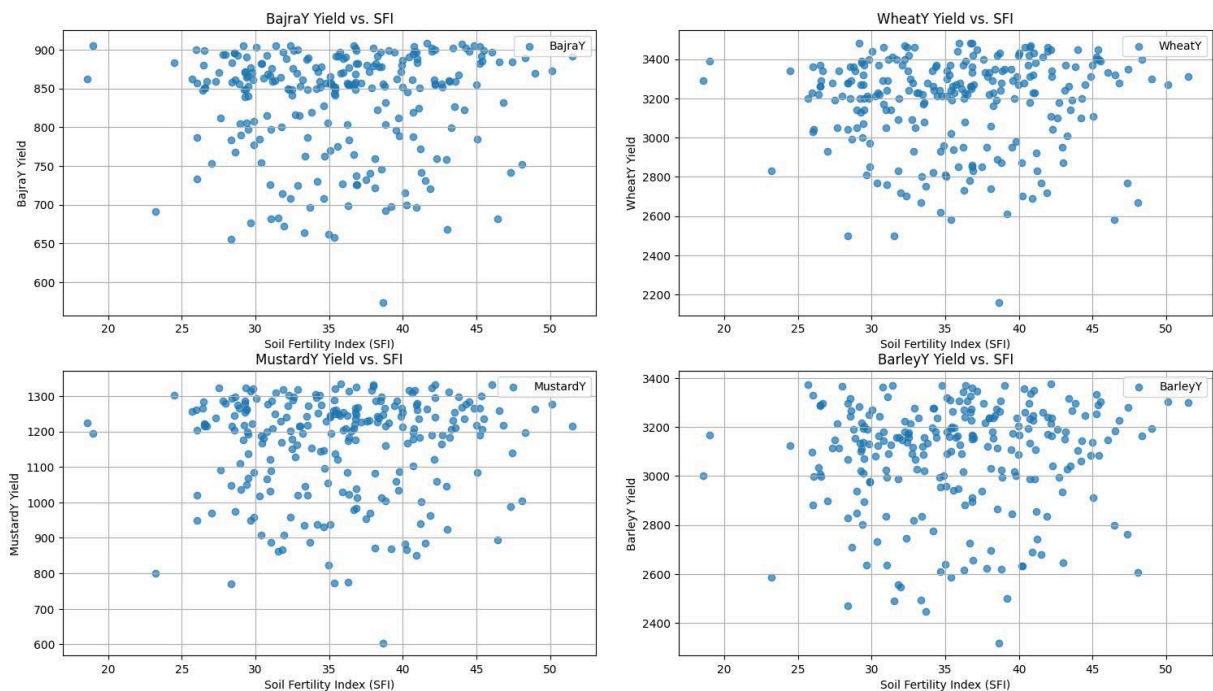 BajraY Yield vs. SFI
BajraY
900
850
800
750
700
650
600
BajraY Yield
20 25 30 35 40 45 50
Soil Fertility Index (SFI)
WheatY Yield vs. SFI
WheatY
3400
3200
3000
2800
2600
2400
2200
WheatY Yield
20 25 30 35 40 45 50
Soil Fertility Index (SFI)
MustardY Yield vs. SFI
MustardY
1300
1200
1100
1000
900
800
700
600
MustardY Yield
20 25 30 35 40 45 50
Soil Fertility Index (SFI)
BarleyY Yield vs. SFI
BarleyY
3400
3200
3000
2800
2600
2400
BarleyY Yield
20 25 30 35 40 45 50
Soil Fertility Index (SFI)